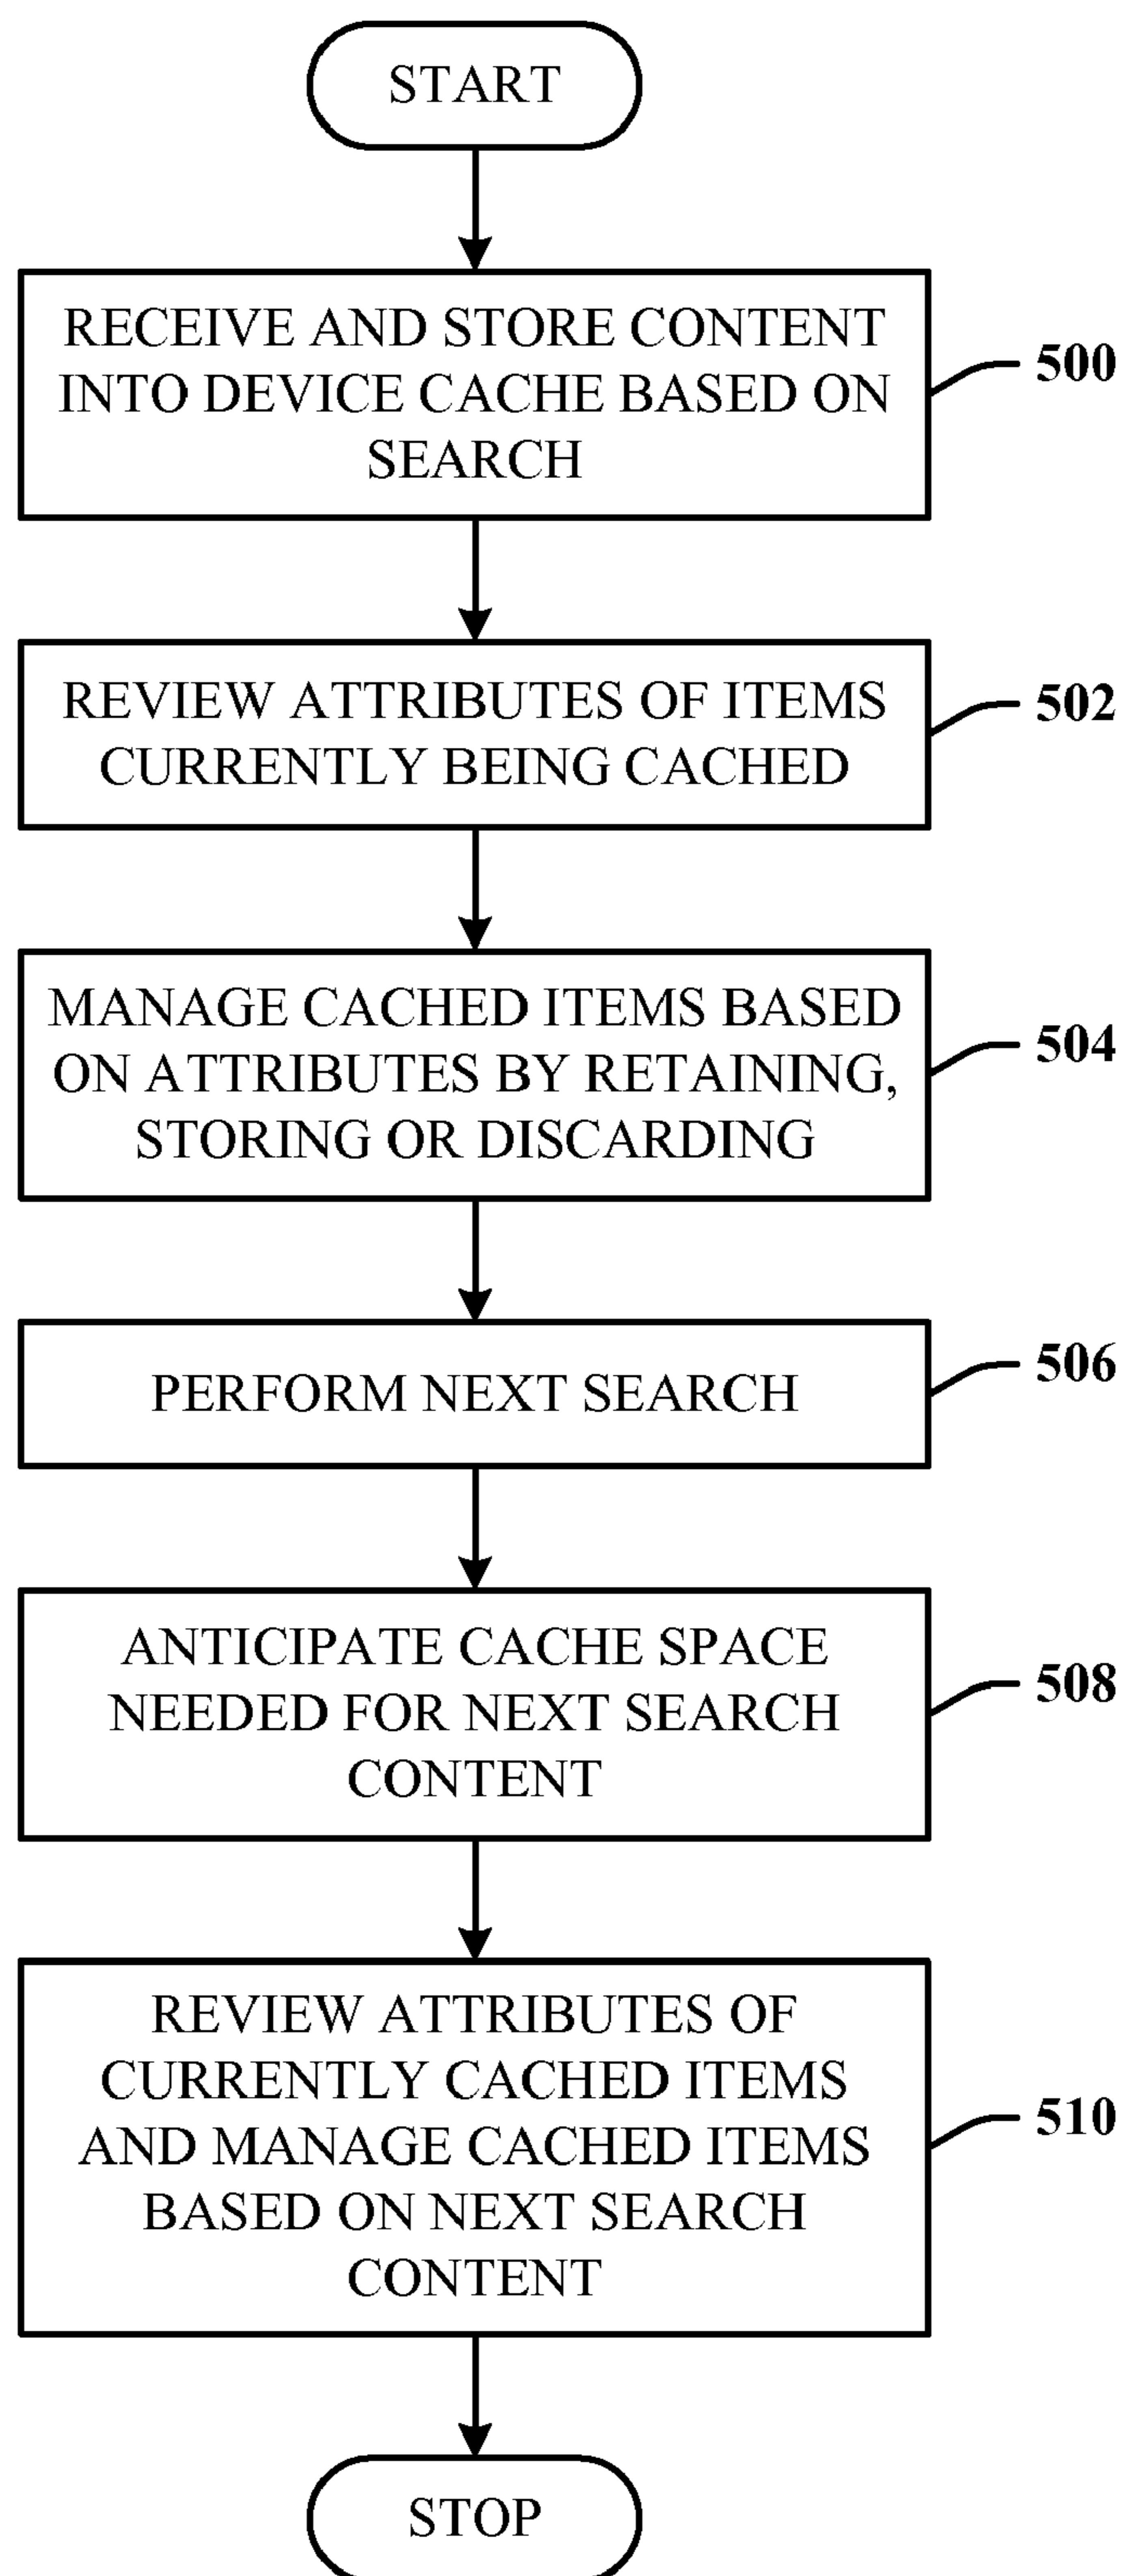 START
RECEIVE AND STORE CONTENT
INTO DEVICE CACHE BASED ON
SEARCH
500
REVIEW ATTRIBUTES OF ITEMS
CURRENTLY BEING CACHED
502
MANAGE CACHED ITEMS BASED
ON ATTRIBUTES BY RETAINING,
STORING OR DISCARDING
504
PERFORM NEXT SEARCH
506
ANTICIPATE CACHE SPACE
NEEDED FOR NEXT SEARCH
CONTENT
508
REVIEW ATTRIBUTES OF
CURRENTLY CACHED ITEMS
AND MANAGE CACHED ITEMS
BASED ON NEXT SEARCH
CONTENT
510
STOP